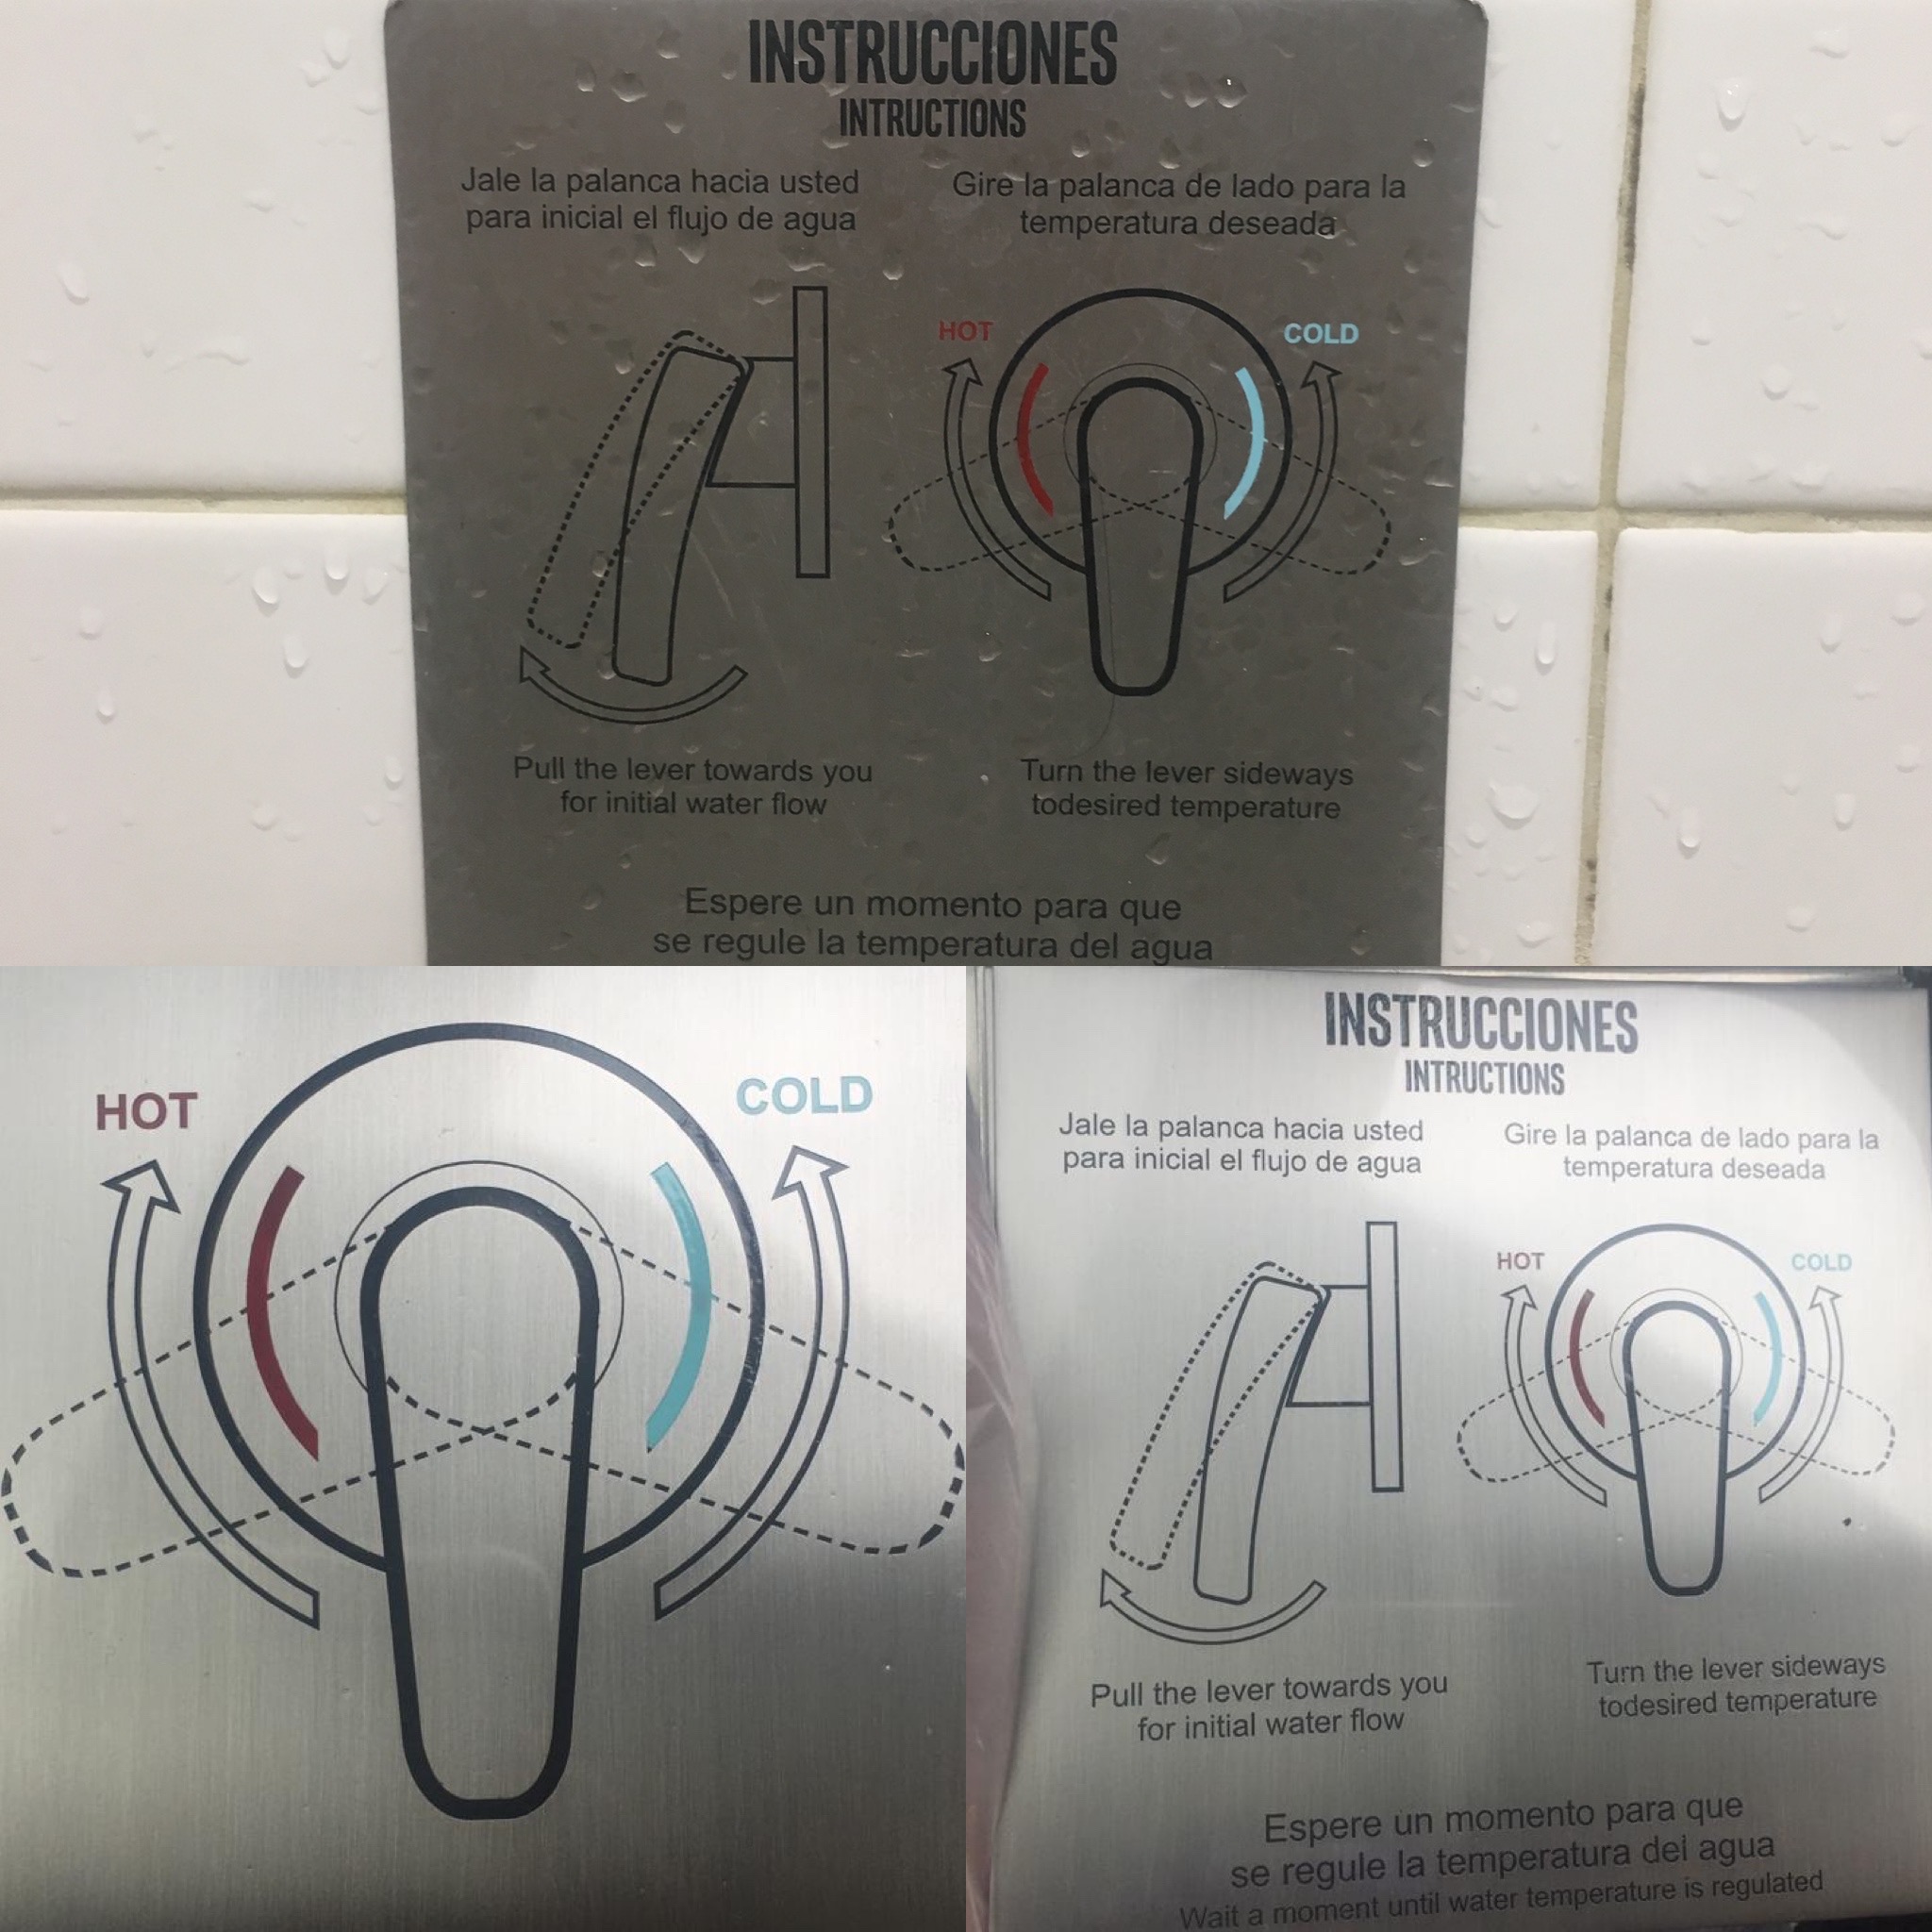 INSTRUCCIONES
INTRUCTIONS
Jale la palanca hacia usted
para inicial el flujo de agua
Gire la palanca de lado para la
temperatura deseada
HOT
COLD
Pull the lever towards you
for initial water flow
Turn the lever sideways
todesired temperature
Espere un momento para que
se regule la temperatura del agua
HOT
COLD
INSTRUCCIONES
INTRUCTIONS
Jale la palanca hacia usted
para inicial el flujo de agua
Gire la palanca de lado para la
temperatura deseada
HOT
COLD
Pull the lever towards you
for initial water flow
Turn the lever sideways
todesired temperature
Espere un momento para que
se regule la temperatura del agua
Wait a moment until water temperature is regulated